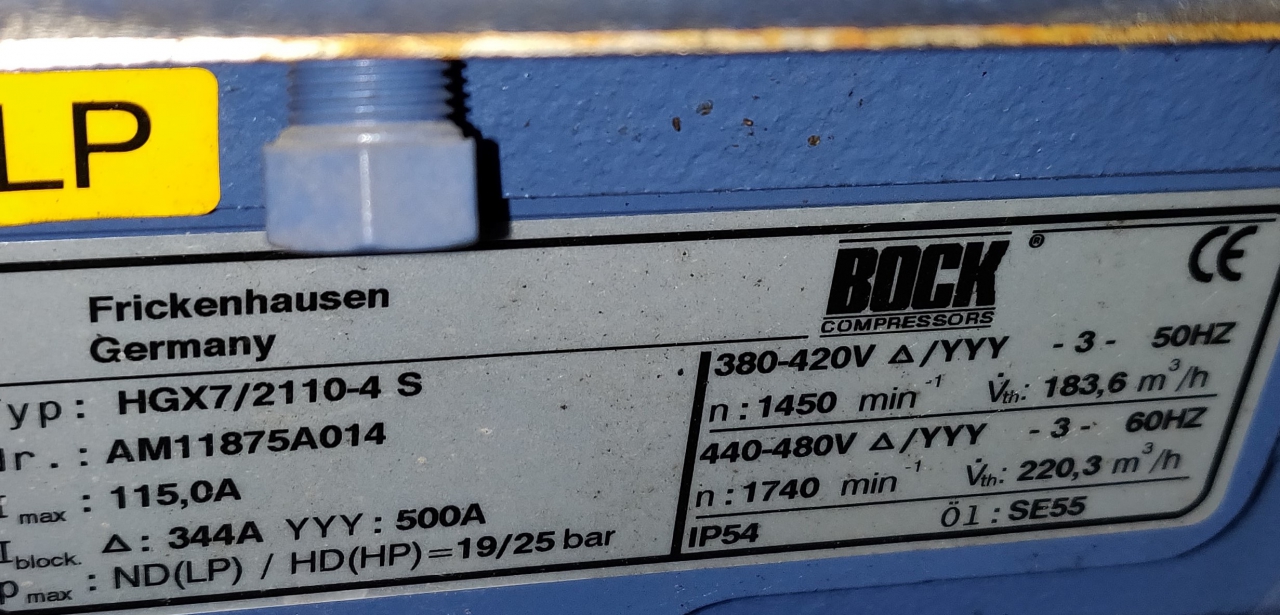 LP
BOCK ®
COMPRESSORS
CE
Frickenhausen
Germany
yp: HGX7/2110-4 S
r.: AM11875A014
I max : 115,0A
I block. Δ: 344A YYY: 500A
p max : ND(LP) / HD(HP)=19/25 bar
380-420V Δ/YYY - 3 - 50HZ
n:1450 min⁻¹ V̇th: 183,6 m³/h
440-480V Δ/YYY - 3 - 60HZ
n:1740 min⁻¹ V̇th: 220,3 m³/h
IP54 Öl:SE55